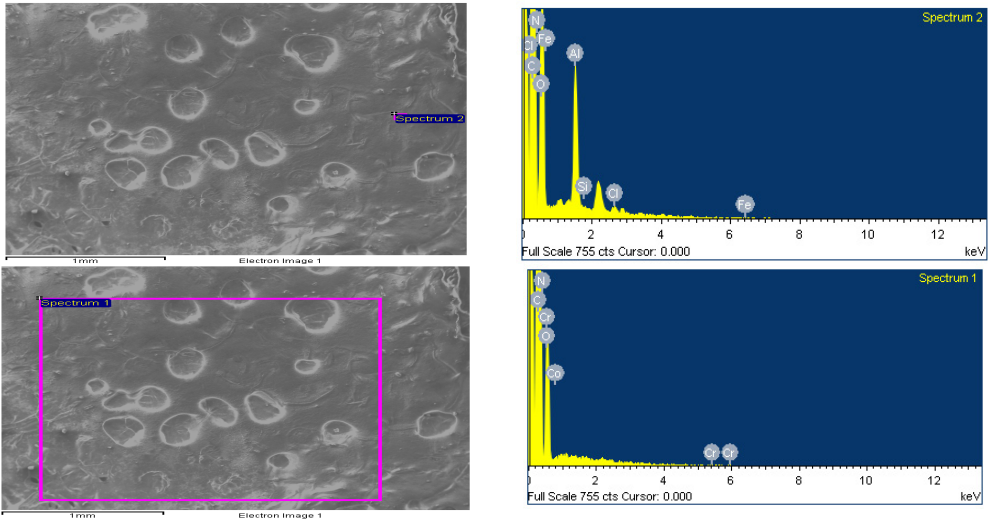 Spectrum 2
1mm
Electron Image 1
Spectrum 2
N
Cl
Fe
C
O
Al
Si
Cl
Fe
0 2 4 6 8 10 12
Full Scale 755 cts Cursor: 0.000 keV
Spectrum 1
1mm
Electron Image 1
Spectrum 1
N
C
Cr
O
Co
Cr Cr
0 2 4 6 8 10 12
Full Scale 755 cts Cursor: 0.000 keV